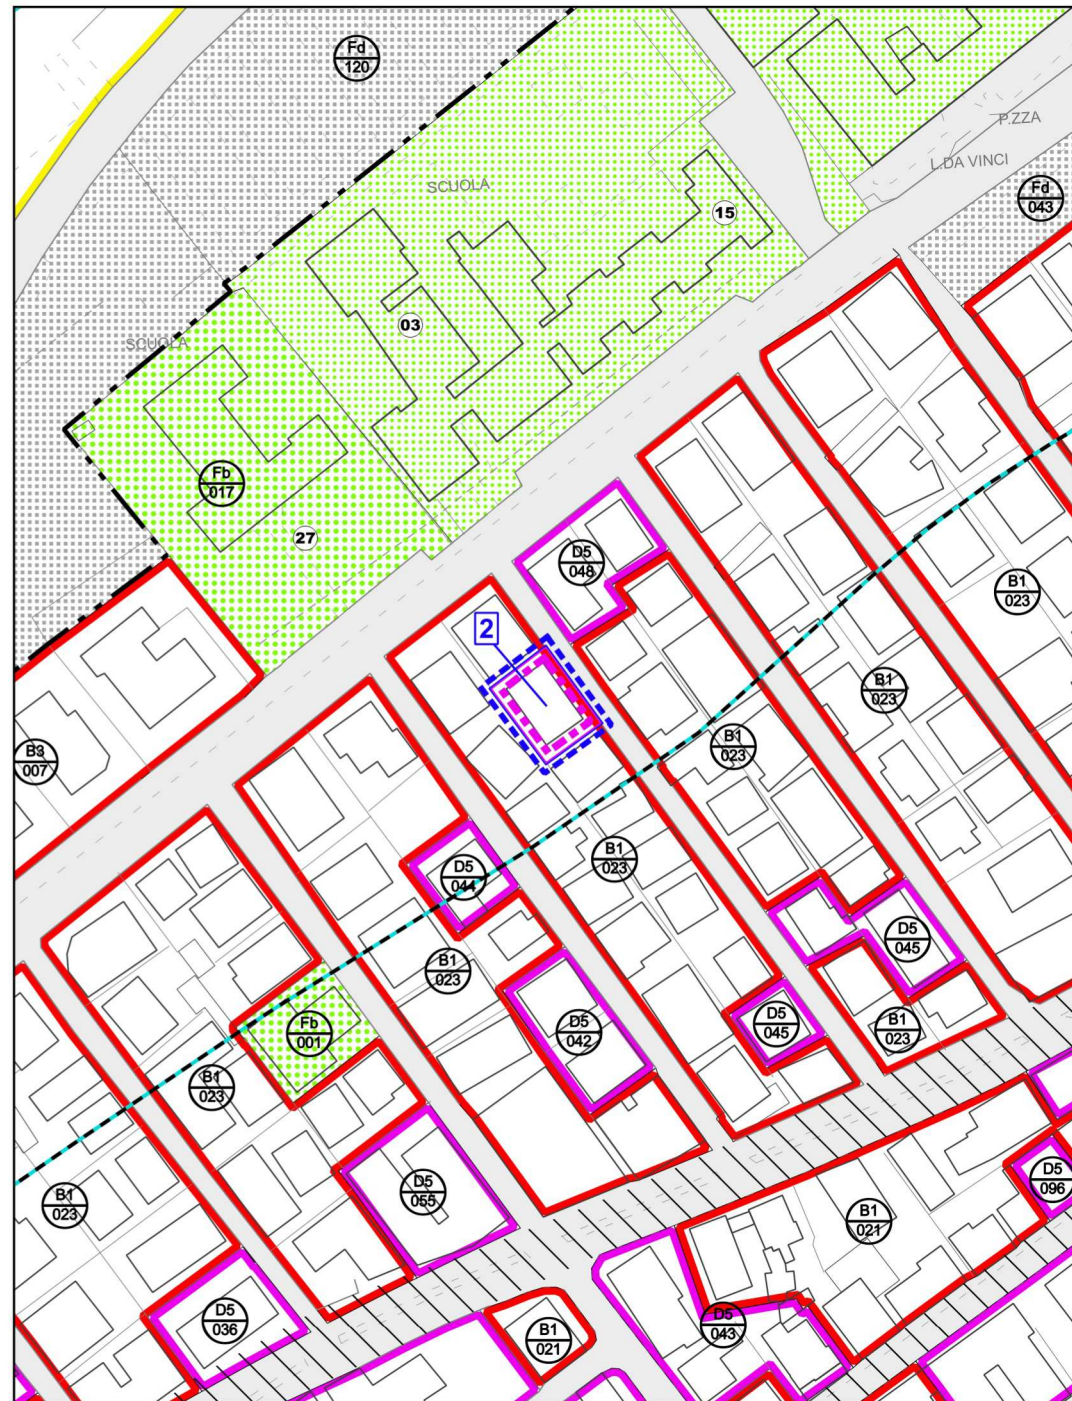 Fd
120
P.ZZA
L.DA VINCI
SCUOLA
Fd
043
15
03
SCUOLA
Fb
017
27
D5
048
B1
023
2
B1
023
B3
007
B1
023
B1
023
D5
044
D5
045
B1
023
D5
042
D5
045
B1
023
Fb
001
B1
023
D5
055
D5
096
B1
023
B1
021
D5
036
D5
043
B1
021